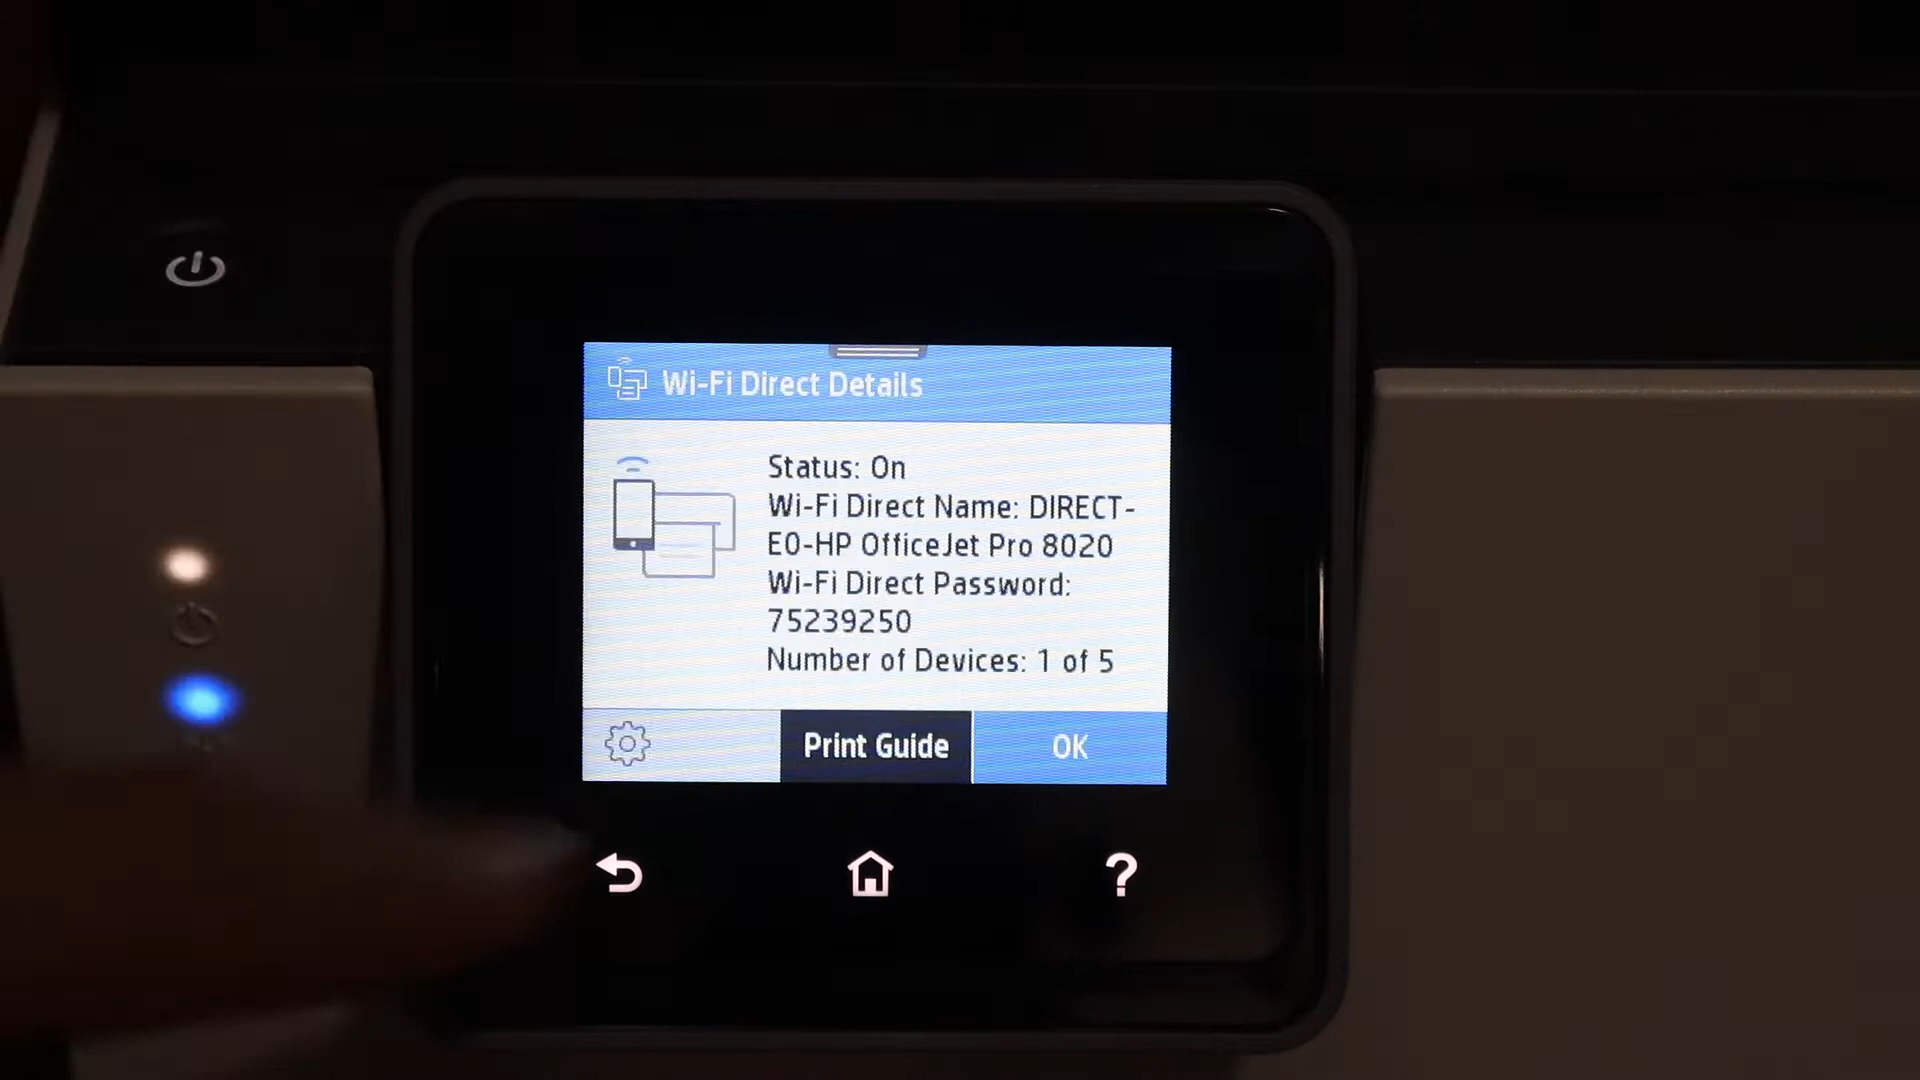 Wi-Fi Direct Details
Status: On
Wi-Fi Direct Name: DIRECT-
E0-HP OfficeJet Pro 8020
Wi-Fi Direct Password:
75239250
Number of Devices: 1 of 5
Print Guide
OK
?